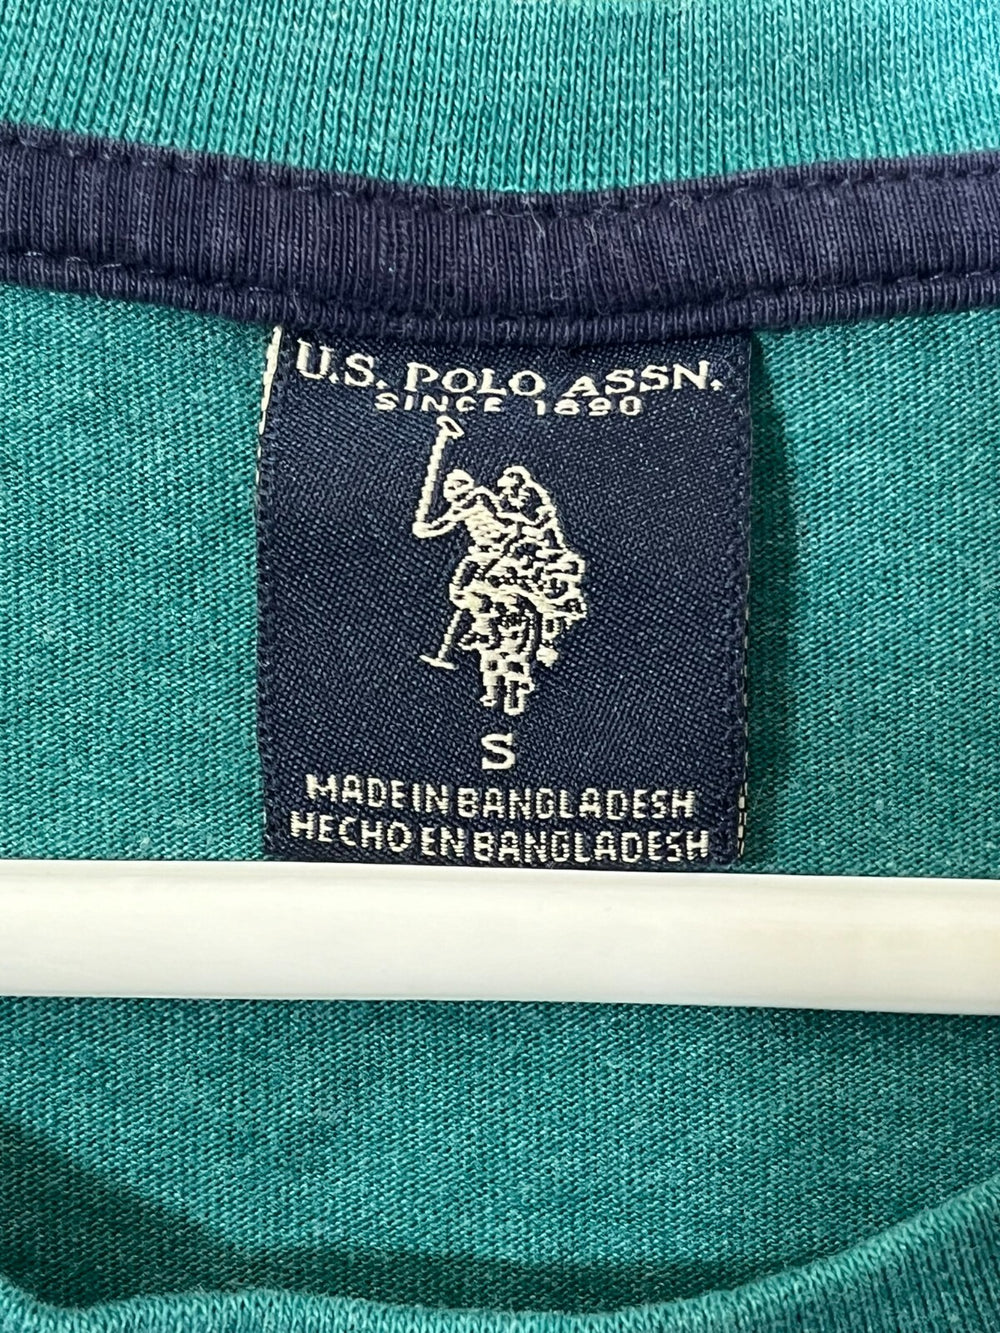 U.S. POLO ASSN.
SINCE 1890
S
MADE IN BANGLADESH
HECHO EN BANGLADESH